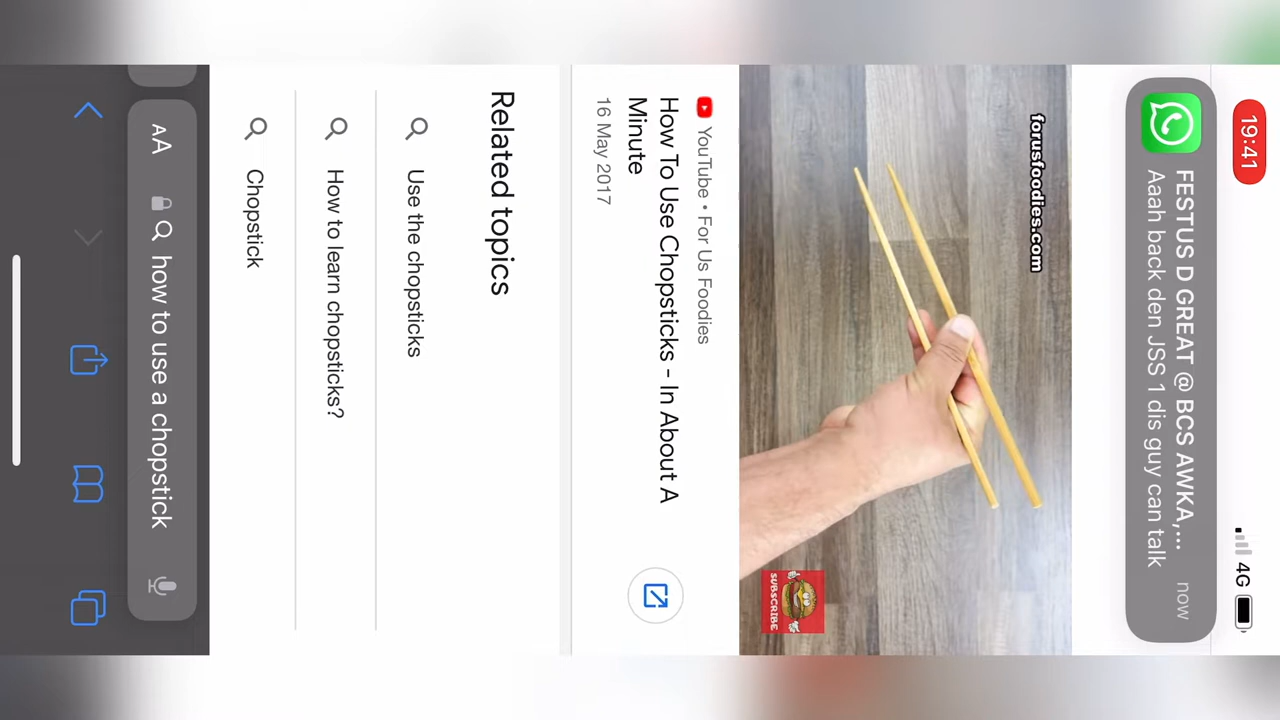 19:41
4G
FESTUS D GREAT @ BCS AWKA,...
now
Aaah back den JSS 1 dis guy can talk
forusfoodies.com
SUBSCRIBE
YouTube • For Us Foodies
How To Use Chopsticks - In About A
Minute
16 May 2017
Related topics
Use the chopsticks
How to learn chopsticks?
Chopstick
AA
how to use a chopstick